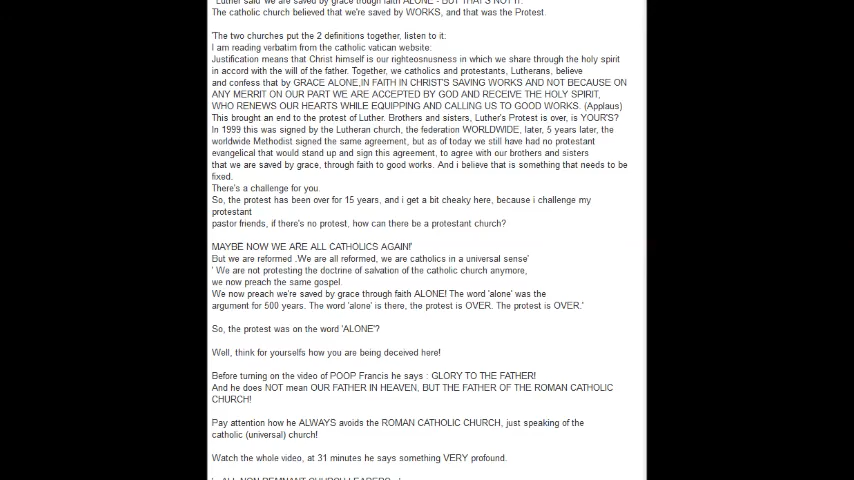 'Luther said 'we are saved by grace trough faith ALONE - BUT THATS NOT IT.
The catholic church believed that we're saved by WORKS, and that was the Protest.
'The two churches put the 2 definitions together, listen to it:
I am reading verbatim from the catholic vatican website:
Justification means that Christ himself is our righteosnusness in which we share through the holy spirit
in accord with the will of the father. Together, we catholics and protestants, Lutherans, believe
and confess that by GRACE ALONE,IN FAITH IN CHRIST'S SAVING WORKS AND NOT BECAUSE ON
ANY MERRIT ON OUR PART WE ARE ACCEPTED BY GOD AND RECEIVE THE HOLY SPIRIT,
WHO RENEWS OUR HEARTS WHILE EQUIPPING AND CALLING US TO GOOD WORKS. (Applaus)
This brought an end to the protest of Luther. Brothers and sisters, Luther's Protest is over, is YOUR'S?
In 1999 this was signed by the Lutheran church, the federation WORLDWIDE, later, 5 years later, the
worldwide Methodist signed the same agreement, but as of today we still have had no protestant
evangelical that would stand up and sign this agreement, to agree with our brothers and sisters
that we are saved by grace, through faith to good works. And i believe that is something that needs to be
fixed.
There's a challenge for you.
So, the protest has been over for 15 years, and i get a bit cheaky here, because i challenge my
protestant
pastor friends, if there's no protest, how can there be a protestant church?
MAYBE NOW WE ARE ALL CATHOLICS AGAIN!'
But we are reformed .We are all reformed, we are catholics in a universal sense'
' We are not protesting the doctrine of salvation of the catholic church anymore,
we now preach the same gospel.
We now preach we're saved by grace through faith ALONE! The word 'alone' was the
argument for 500 years. The word 'alone' is there, the protest is OVER. The protest is OVER.'
So, the protest was on the word 'ALONE'?
Well, think for yourselfs how you are being deceived here!
Before turning on the video of POOP Francis he says : GLORY TO THE FATHER!
And he does NOT mean OUR FATHER IN HEAVEN, BUT THE FATHER OF THE ROMAN CATHOLIC
CHURCH!
Pay attention how he ALWAYS avoids the ROMAN CATHOLIC CHURCH, just speaking of the
catholic (universal) church!
Watch the whole video, at 31 minutes he says something VERY profound.
ALL NON REMNANT CHURCH LEADERS